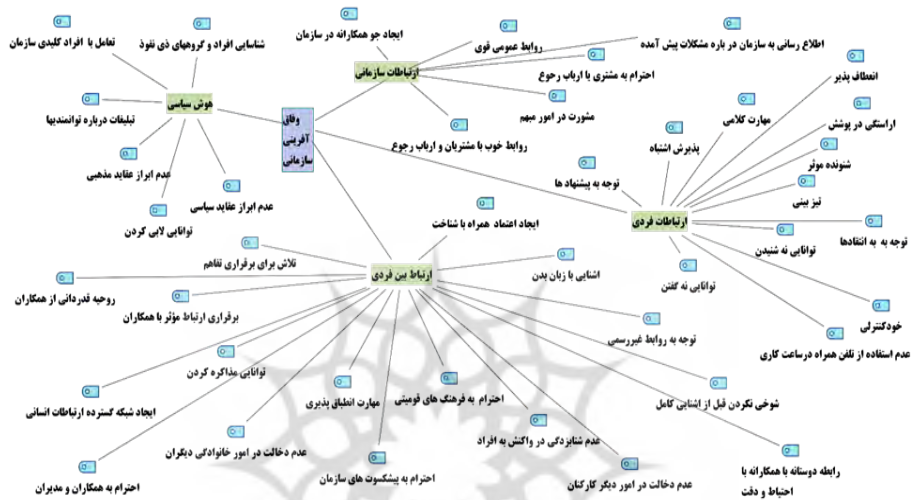 ایجاد جو همکارانه در سازمان
شناسایی افراد و گروههای ذی نفوذ
تعامل با افراد کلیدی سازمان
روابط عمومی قوی
اطلاع رسانی به سازمان در باره مشکلات پیش آمده
ارتباطات سازمانی
احترام به مشتری یا ارباب رجوع
انعطاف پذیر
هوش سیاسی
تبلیغات درباره توانمندیها
مشورت در امور مبهم
مهارت کلامی
اراستگی در پوشش
وفاق
آفرینی
سازمانی
روابط خوب با مشتریان و ارباب رجوع
پذیرش اشتباه
شنونده موثر
عدم ابراز عقاید مذهبی
توجه به پیشنهاد ها
تیز بینی
عدم ابراز عقاید سیاسی
توانایی لابی کردن
ایجاد اعتماد همراه با شناخت
ارتباطات فردی
توانایی نه شنیدن
توجه به به انتقادها
تلاش برای برقراری تفاهم
ارتباط بین فردی
اشنایی با زبان بدن
توانایی نه گفتن
روحیه قدردانی از همکاران
برقراری ارتباط مؤثر با همکاران
خودکنترلی
توجه به روابط غیررسمی
عدم استفاده از تلفن همراه درساعت کاری
توانایی مذاکره کردن
ایجاد شبکه گسترده ارتباطات انسانی
مهارت انطباق پذیری
احترام به فرهنگ های قومیتی
شوخی نکردن قبل از اشنایی کامل
عدم دخالت در امور خانوادگی دیگران
عدم شتابزدگی در واکنش به افراد
احترام به همکاران و مدیران
احترام به پیشکسوت های سازمان
عدم دخالت در امور دیگر کارکنان
رابطه دوستانه با همکارانه با
احتیاط و دقت